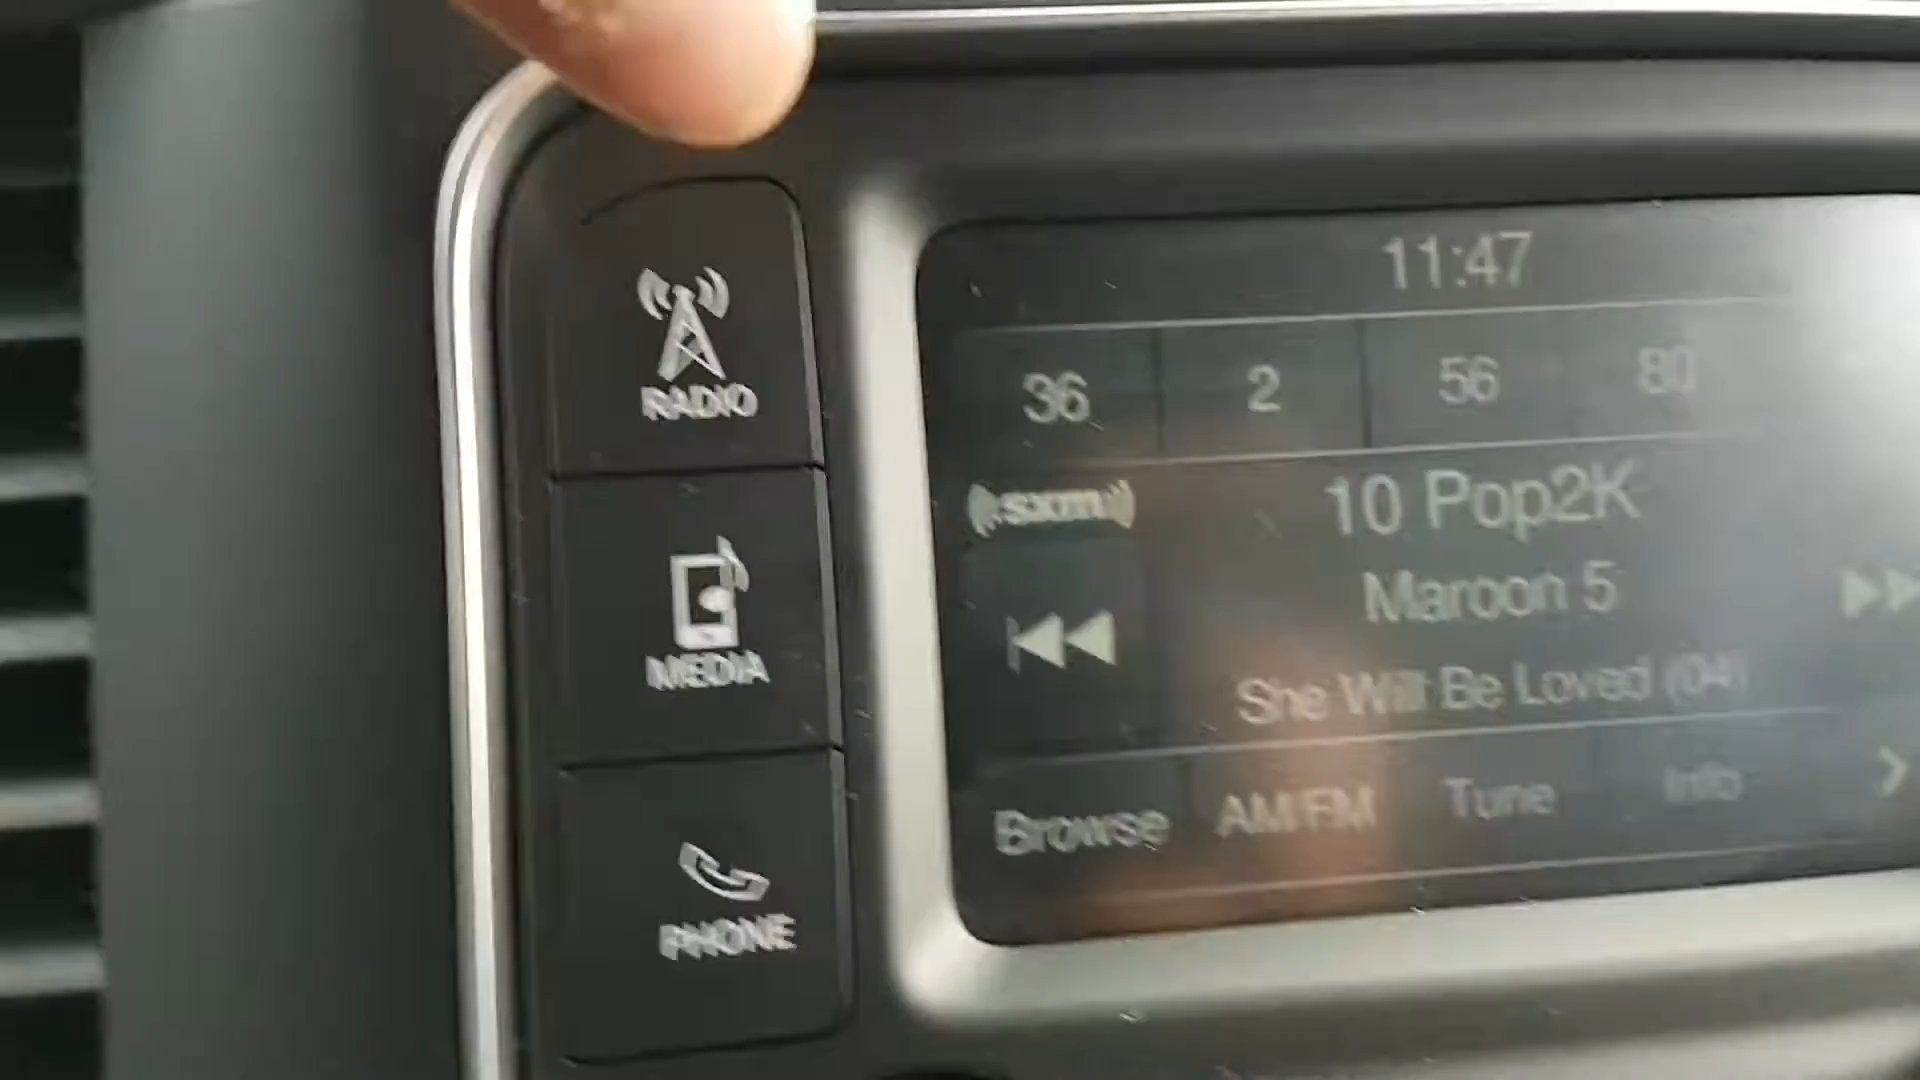 11:47
36 2 56 80
RADIO
((sxm))
10 Pop2K
Maroon 5
She Will Be Loved (04)
MEDIA
Browse AM/FM Tune Info
PHONE